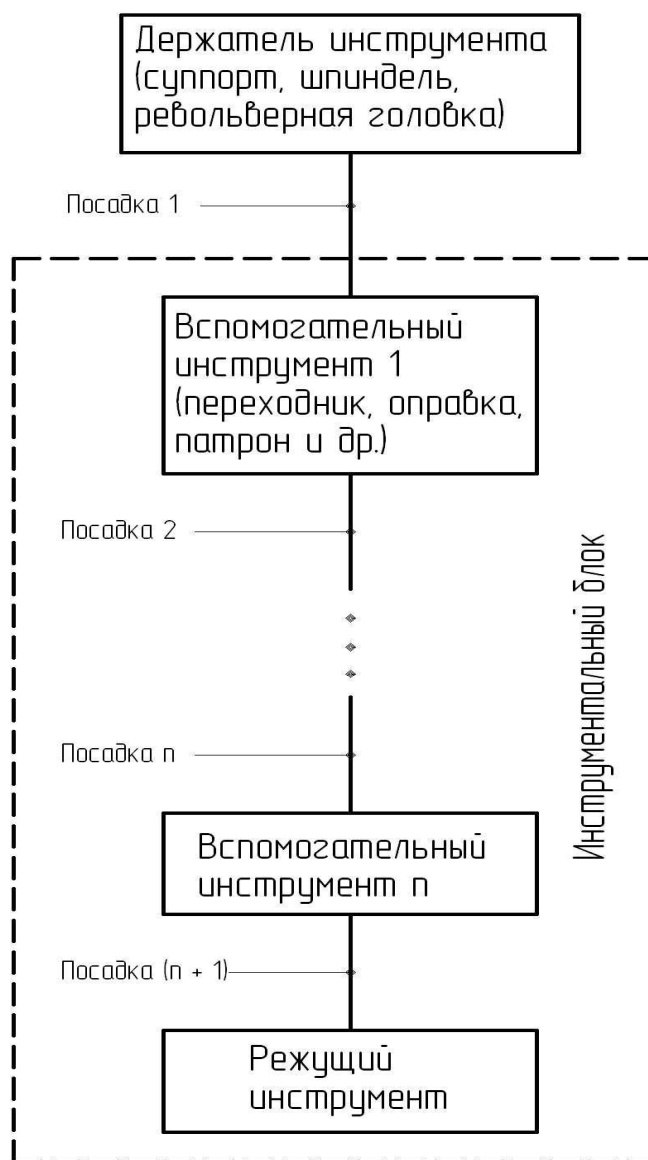 Держатель инструмента
(суппорт, шпиндель,
револьверная головка)
Посадка 1
Вспомогательный
инструмент 1
(переходник, оправка,
патрон и др.)
Посадка 2
Инструментальный блок
Посадка n
Вспомогательный
инструмент n
Посадка (n + 1)
Режущий
инструмент